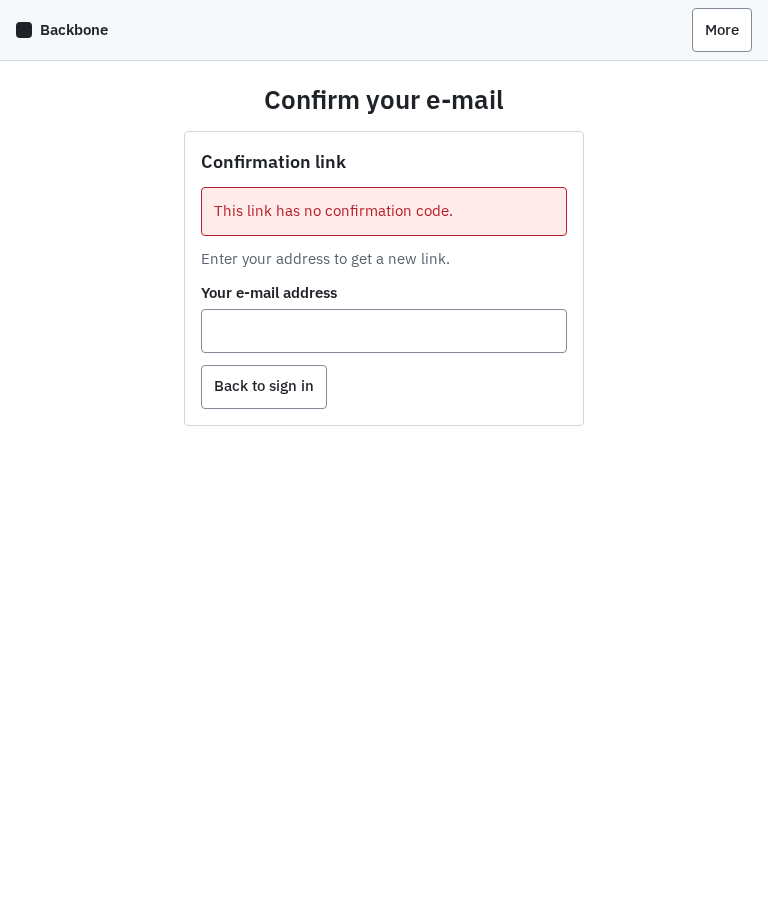 Backbone
More
Confirm your e-mail
Confirmation link
This link has no confirmation code.
Enter your address to get a new link.
Your e-mail address
Back to sign in